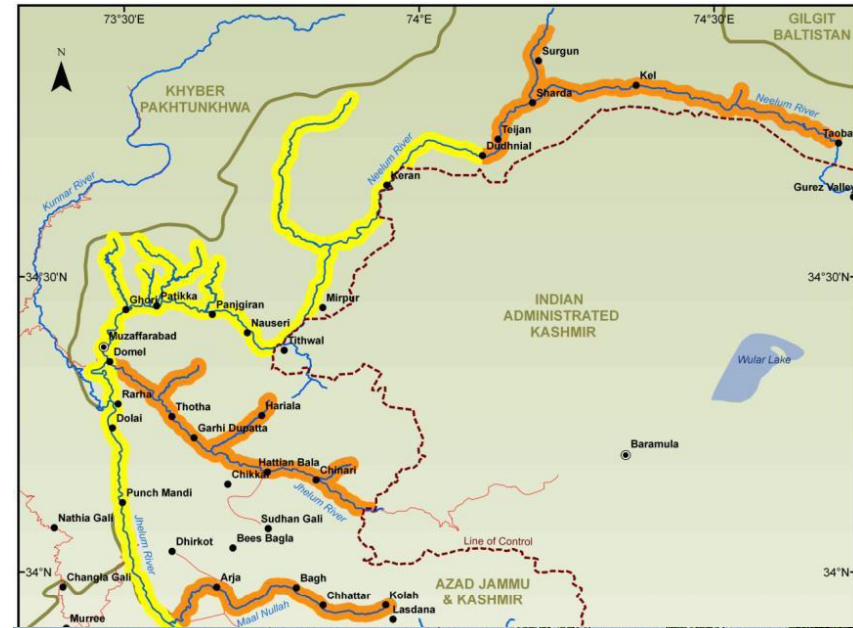 73°30'E
74°E
74°30'E
GILGIT
BALTISTAN
N
Surgun
Kel
KHYBER
PAKHTUNKHWA
Sharda
Neelum River
Teijan
Taoba
Dudhnial
Neelum River
Keran
Gurez Valley
Kunnar River
34°30'N
34°30'N
Ghori
Patikka
Panjgiran
Mirpur
INDIAN
ADMINISTRATED
KASHMIR
Nauseri
Muzaffarabad
Tithwal
Domel
Wular Lake
Rarha
Thotha
Hariala
Dolai
Garhi Dupatta
Baramula
Hattian Bala
Chinari
Chikkar
Jhelum River
Punch Mandi
Nathia Gali
Sudhan Gali
Jhelum River
Dhirkot
Bees Bagla
Line of Control
34°N
34°N
Changla Gali
Arja
Bagh
AZAD JAMMU
& KASHMIR
Chhattar
Kolah
Maal Nullah
Lasdana
Murree